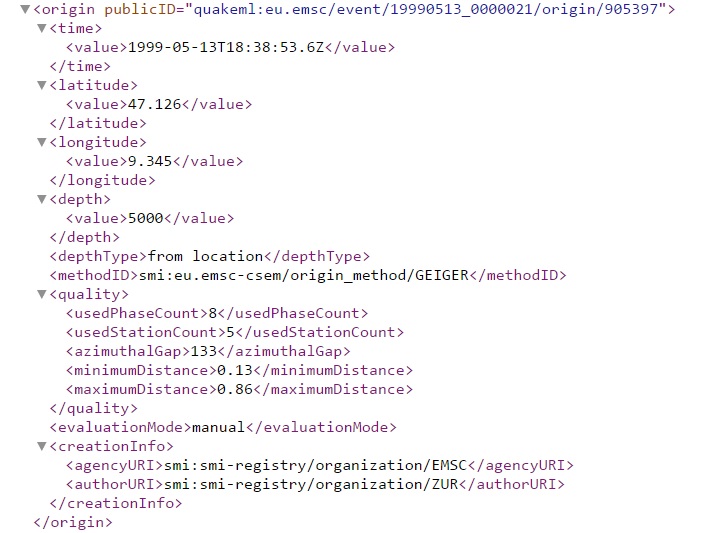 ▼<origin publicID="quakeml:eu.emsc/event/19990513_0000021/origin/905397">
▼<time>
<value>1999-05-13T18:38:53.6Z</value>
</time>
▼<latitude>
<value>47.126</value>
</latitude>
▼<longitude>
<value>9.345</value>
</longitude>
▼<depth>
<value>5000</value>
</depth>
<depthType>from location</depthType>
<methodID>smi:eu.emsc-csem/origin_method/GEIGER</methodID>
▼<quality>
<usedPhaseCount>8</usedPhaseCount>
<usedStationCount>5</usedStationCount>
<azimuthalGap>133</azimuthalGap>
<minimumDistance>0.13</minimumDistance>
<maximumDistance>0.86</maximumDistance>
</quality>
<evaluationMode>manual</evaluationMode>
▼<creationInfo>
<agencyURI>smi:smi-registry/organization/EMSC</agencyURI>
<authorURI>smi:smi-registry/organization/ZUR</authorURI>
</creationInfo>
</origin>